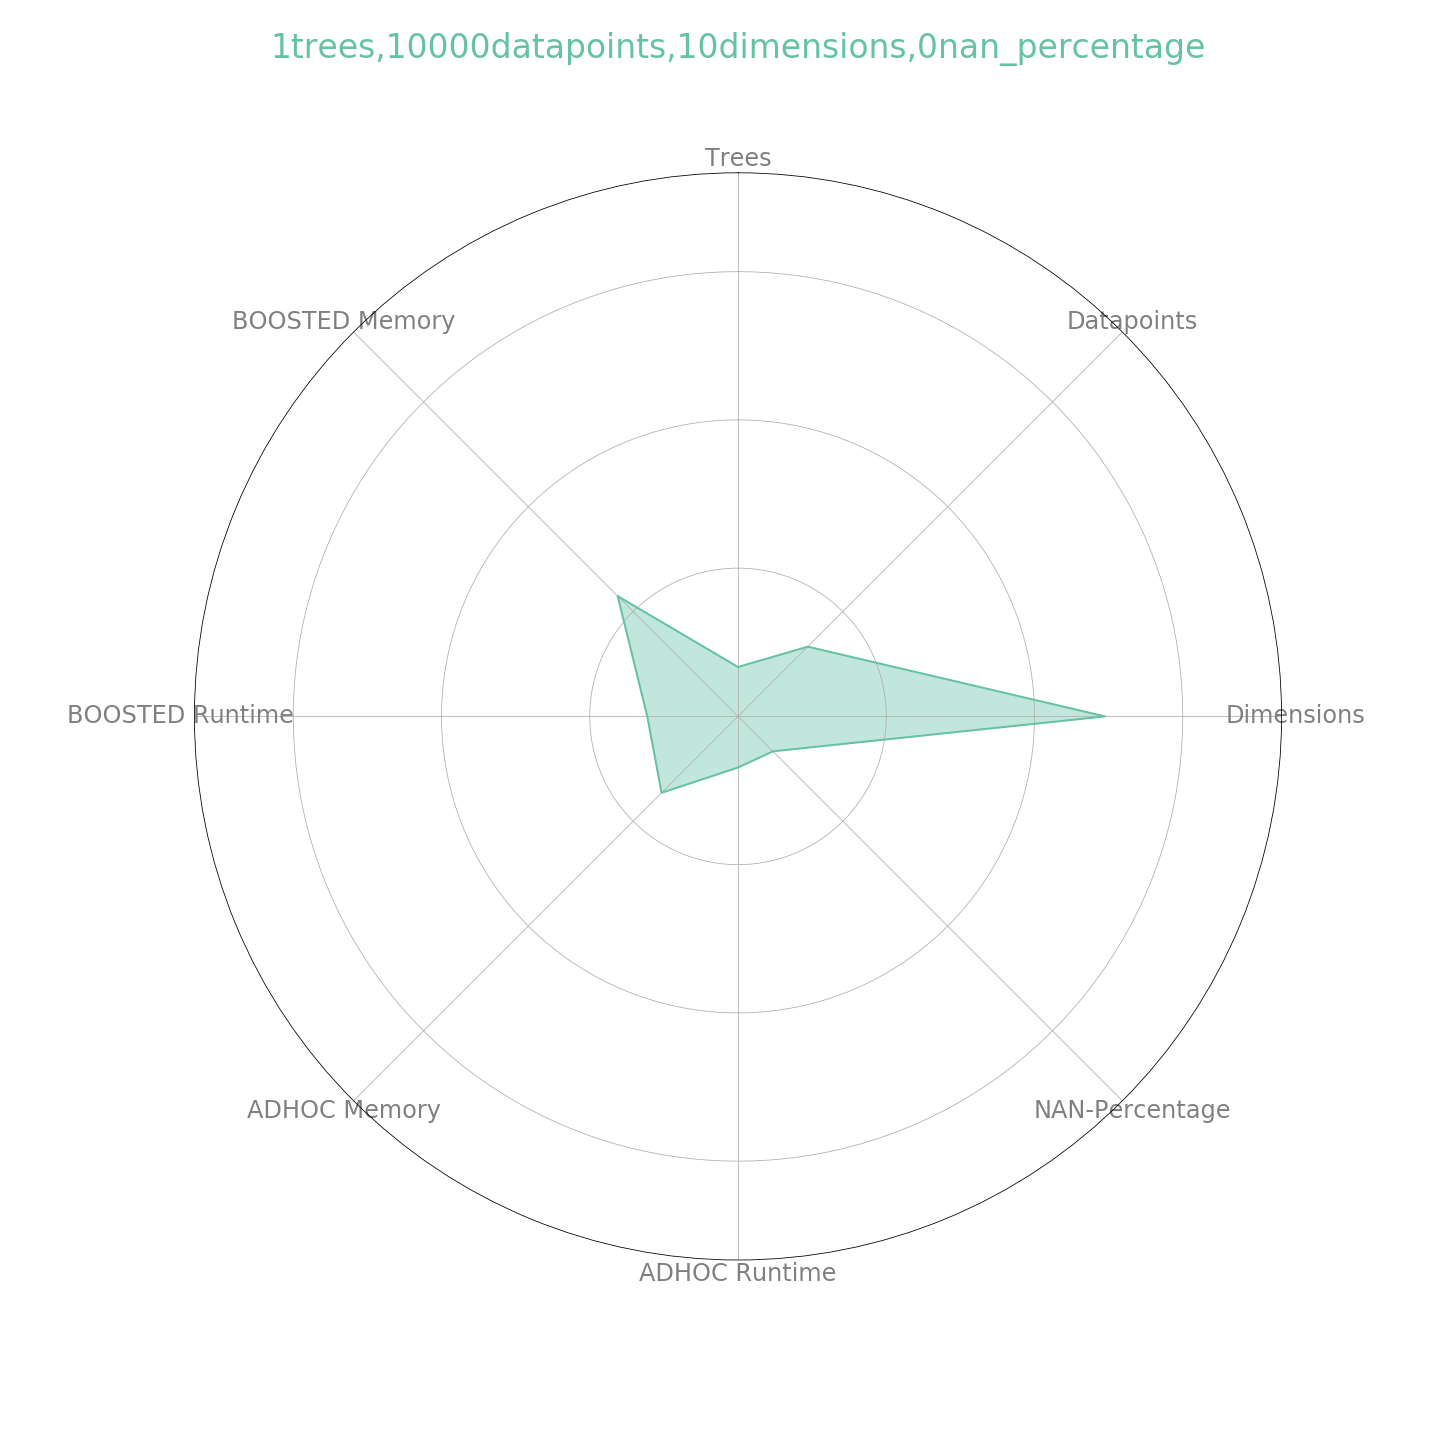 1trees,10000datapoints,10dimensions,0nan_percentage
Trees
BOOSTED Memory
Datapoints
BOOSTED Runtime
Dimensions
ADHOC Memory
NAN-Percentage
ADHOC Runtime